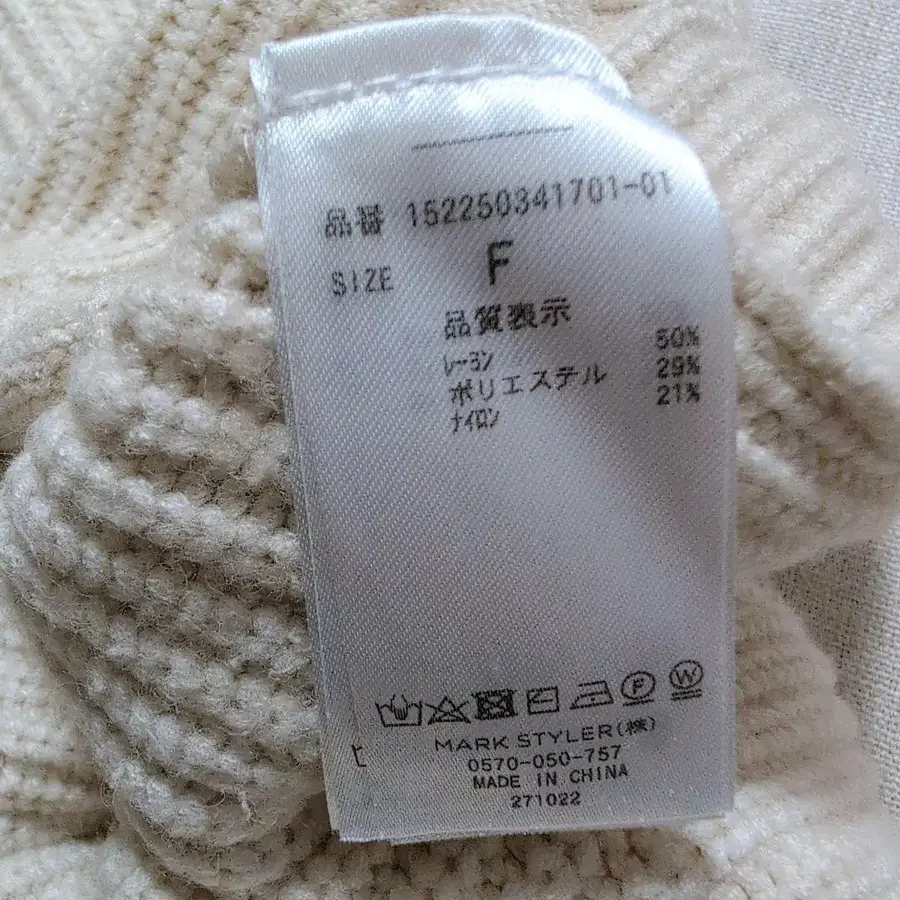 品番 152250341701-01
SIZE F
品質表示
レーヨン 50%
ポリエステル 29%
ナイロン 21%
F W
MARK STYLER(株)
0570-050-757
MADE IN CHINA
271022